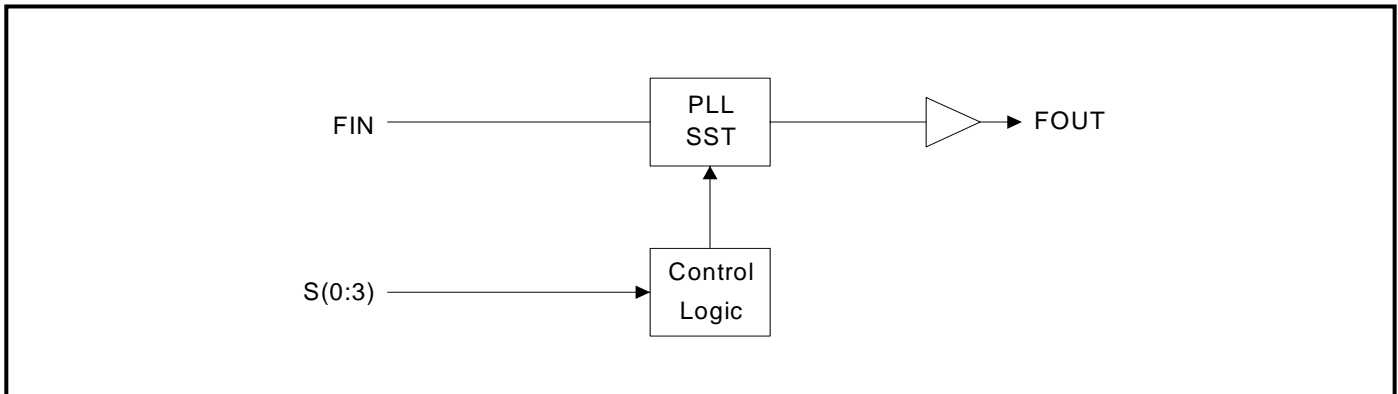 PLL
SST
FIN
FOUT
S(0:3)
Control
Logic